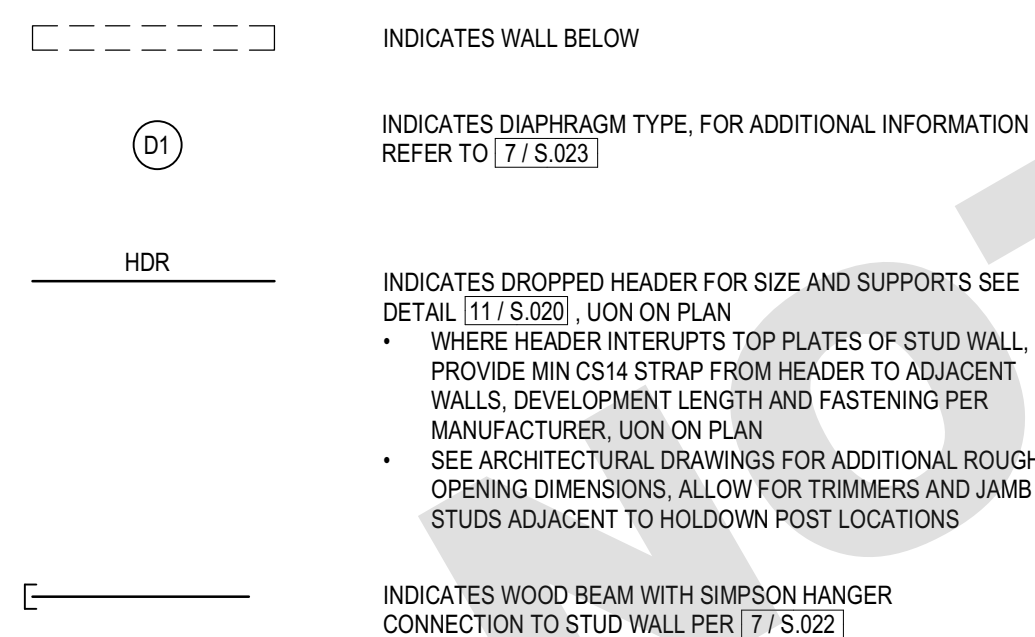 INDICATES WALL BELOW
D1
INDICATES DIAPHRAGM TYPE, FOR ADDITIONAL INFORMATION
REFER TO 7 / S.023
HDR
INDICATES DROPPED HEADER FOR SIZE AND SUPPORTS SEE
DETAIL 11 / S.020 , UON ON PLAN
• WHERE HEADER INTERUPTS TOP PLATES OF STUD WALL,
PROVIDE MIN CS14 STRAP FROM HEADER TO ADJACENT
WALLS, DEVELOPMENT LENGTH AND FASTENING PER
MANUFACTURER, UON ON PLAN
• SEE ARCHITECTURAL DRAWINGS FOR ADDITIONAL ROUGH
OPENING DIMENSIONS, ALLOW FOR TRIMMERS AND JAMB
STUDS ADJACENT TO HOLDOWN POST LOCATIONS
INDICATES WOOD BEAM WITH SIMPSON HANGER
CONNECTION TO STUD WALL PER 7 / S.022
NOT